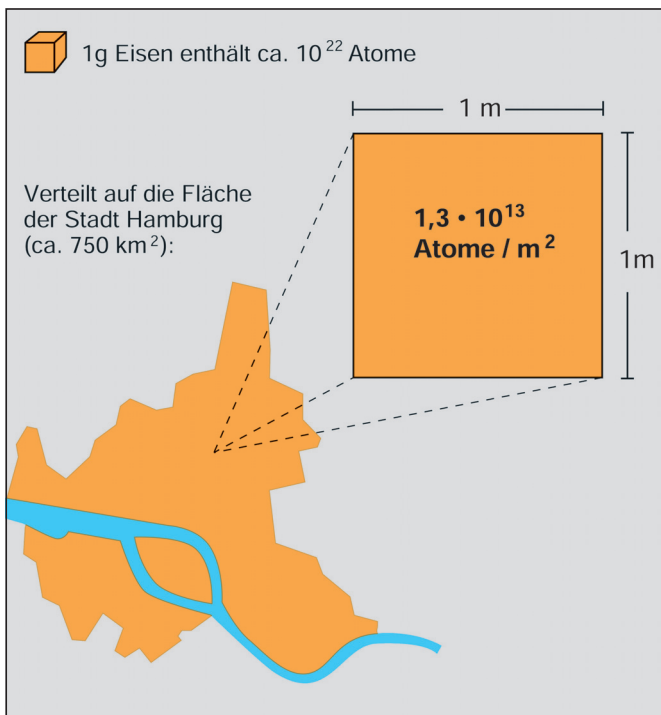 1g Eisen enthält ca. 10²² Atome
1 m
Verteilt auf die Fläche
der Stadt Hamburg
(ca. 750 km²):
1,3 • 10¹³
Atome / m²
1m